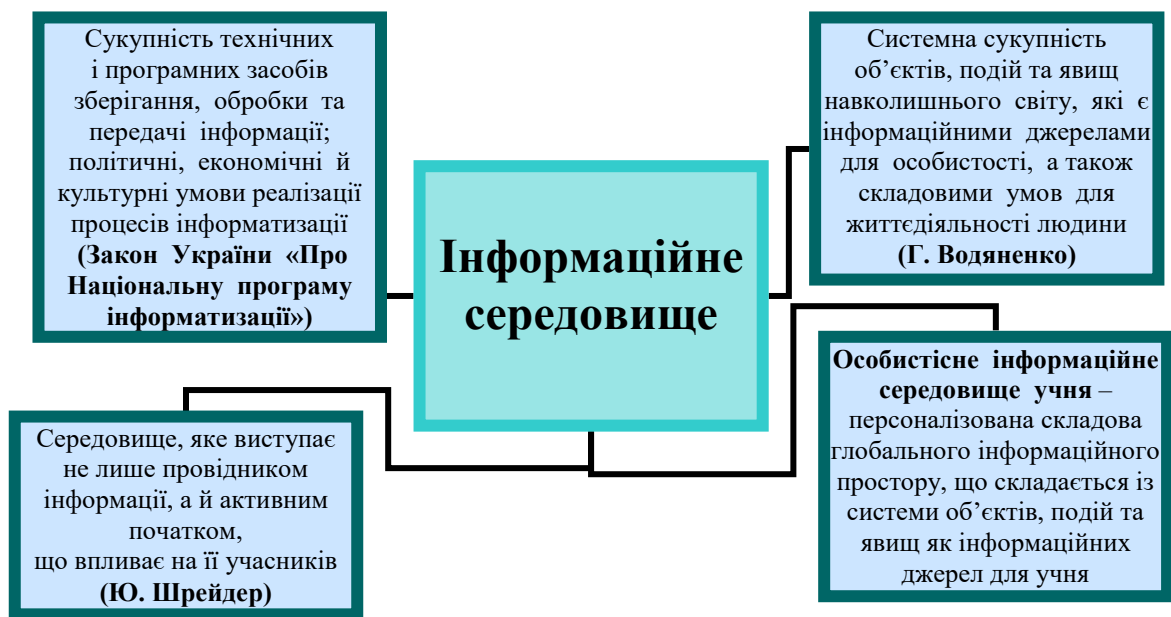 Сукупність технічних
і програмних засобів
зберігання, обробки та
передачі інформації;
політичні, економічні й
культурні умови реалізації
процесів інформатизації
(Закон України «Про
Національну програму
інформатизації»)
Інформаційне
середовище
Системна сукупність
об’єктів, подій та явищ
навколишнього світу, які є
інформаційними джерелами
для особистості, а також
складовими умов для
життєдіяльності людини
(Г. Водяненко)
Середовище, яке виступає
не лише провідником
інформації, а й активним
початком,
що впливає на її учасників
(Ю. Шрейдер)
Особистісне інформаційне
середовище учня –
персоналізована складова
глобального інформаційного
простору, що складається із
системи об’єктів, подій та
явищ як інформаційних
джерел для учня